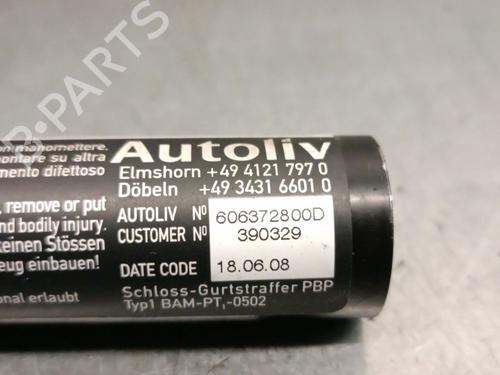 on manomettere.
montare su altra
mento difettoso
remove or put
nd bodily injury.
keinen Stössen
eug einbauen!
onal erlaubt
Autoliv
Elmshorn +49 4121 797 0
Döbeln +49 3431 6601 0
AUTOLIV Nº 606372800D
CUSTOMER Nº 390329
DATE CODE 18.06.08
Schloss-Gurtstraffer PBP
Typ1 BAM-PT₁-0502
B-PARTS